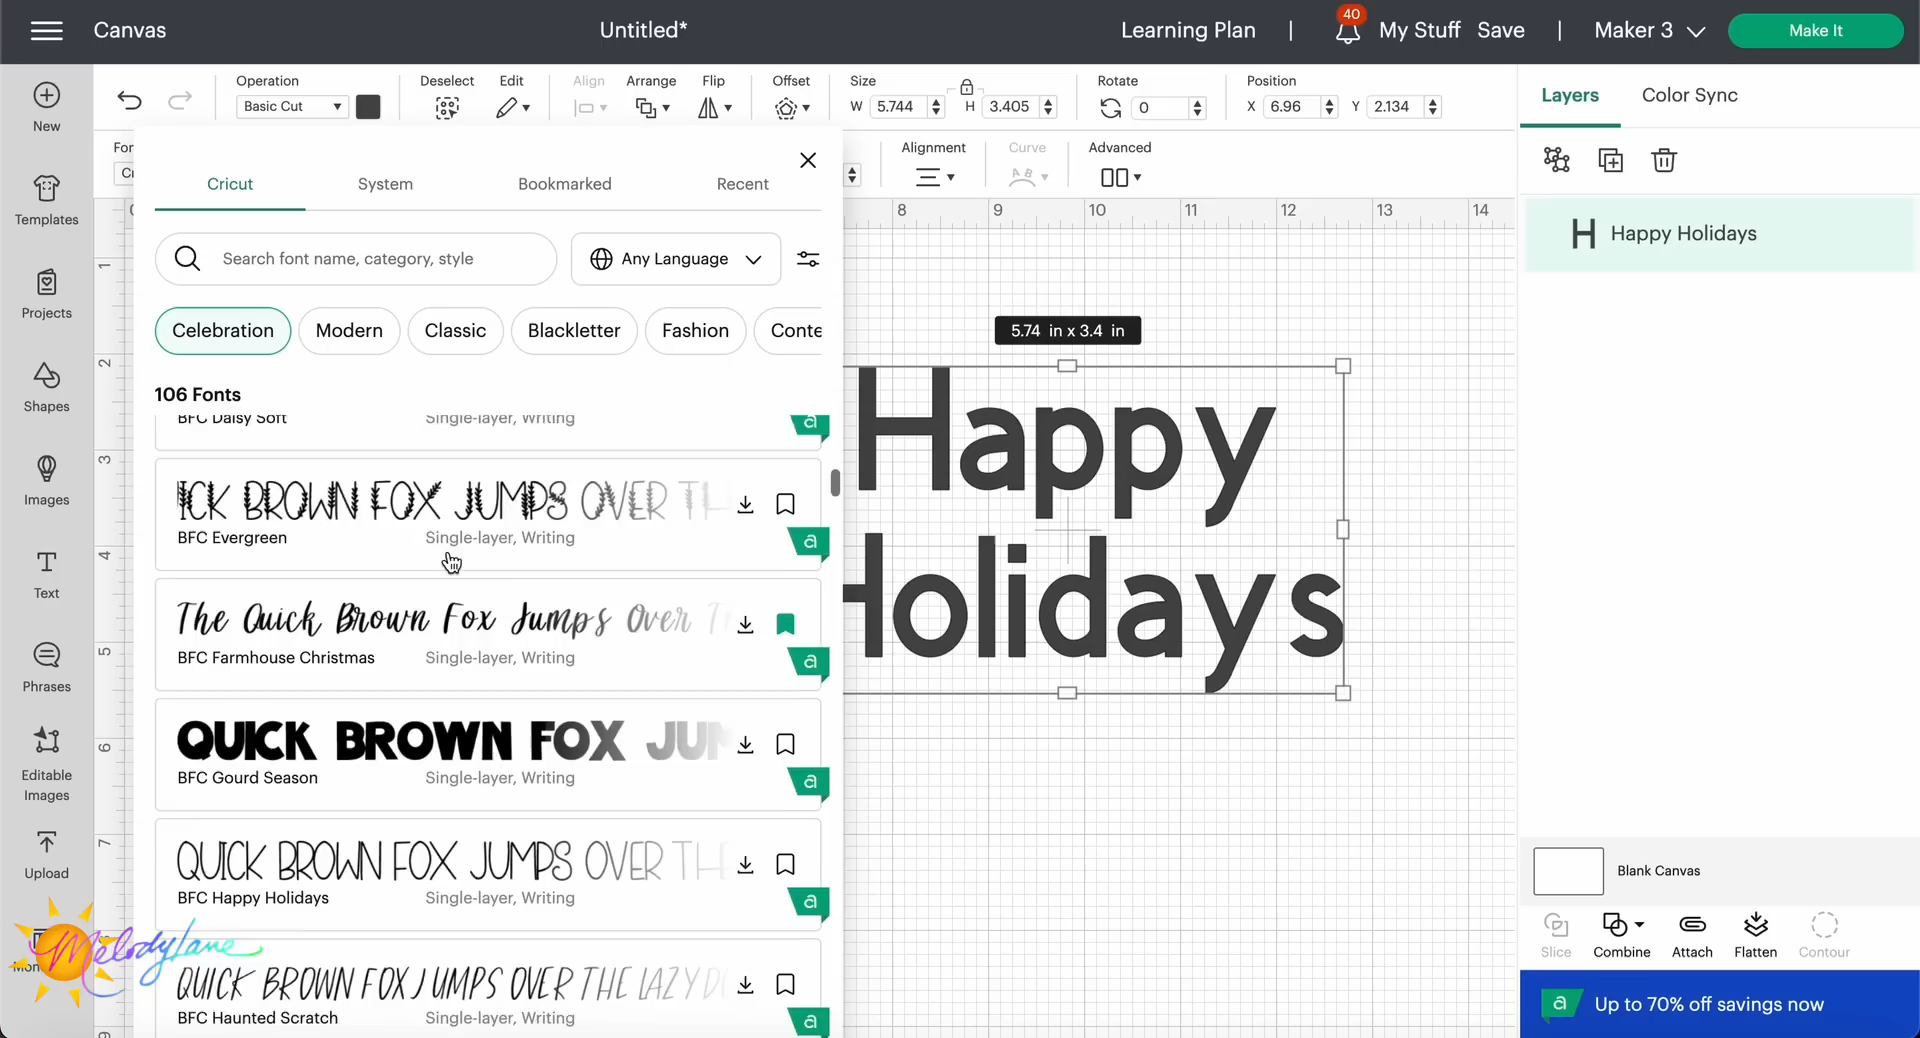 Canvas
Untitled*
Learning Plan
40
My Stuff
Save
Maker 3
Make It
New
Templates
Projects
Shapes
Images
Text
Phrases
Editable
Images
Upload
Operation
Basic Cut
Deselect
Edit
Align
Arrange
Flip
Offset
Size
W 5.744
H 3.405
Rotate
0
Position
X 6.96
Y 2.134
Alignment
Curve
Advanced
Cricut
System
Bookmarked
Recent
Search font name, category, style
Any Language
Celebration
Modern
Classic
Blackletter
Fashion
Conte
106 Fonts
BFC Daisy Soft
Single-layer, Writing
a
ICK BROWN FOX JUMPS OVER TH
BFC Evergreen
Single-layer, Writing
a
The Quick Brown Fox Jumps Over T
BFC Farmhouse Christmas
Single-layer, Writing
a
QUICK BROWN FOX JUM
BFC Gourd Season
Single-layer, Writing
a
QUICK BROWN FOX JUMPS OVER THE
BFC Happy Holidays
Single-layer, Writing
a
QUICK BROWN FOX JUMPS OVER THE LAZY DO
BFC Haunted Scratch
Single-layer, Writing
a
MelodyLane
8 9 10 11 12 13 14
1
2
3
4
5
6
7
9
5.74 in x 3.4 in
Happy
Holidays
Layers
Color Sync
H Happy Holidays
Blank Canvas
Slice
Combine
Attach
Flatten
Contour
a Up to 70% off savings now